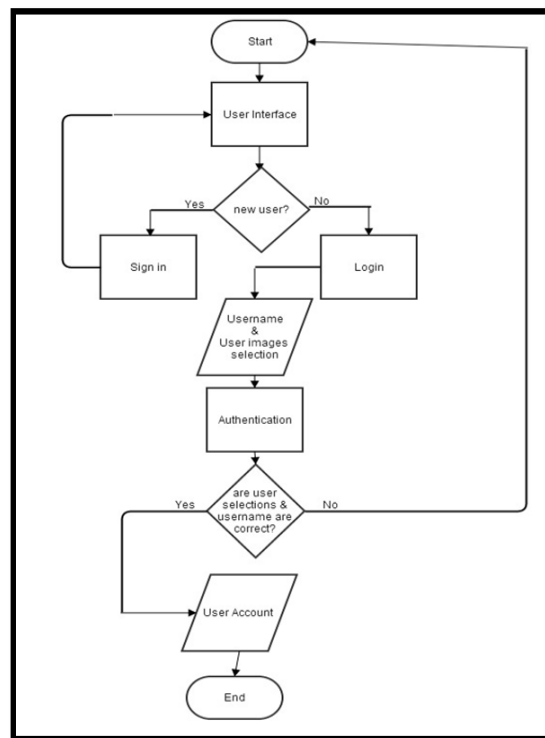 Start
User Interface
new user?
Yes
No
Sign in
Login
Username
&
User images
selection
Authentication
are user
selections &
username are
correct?
Yes
No
User Account
End